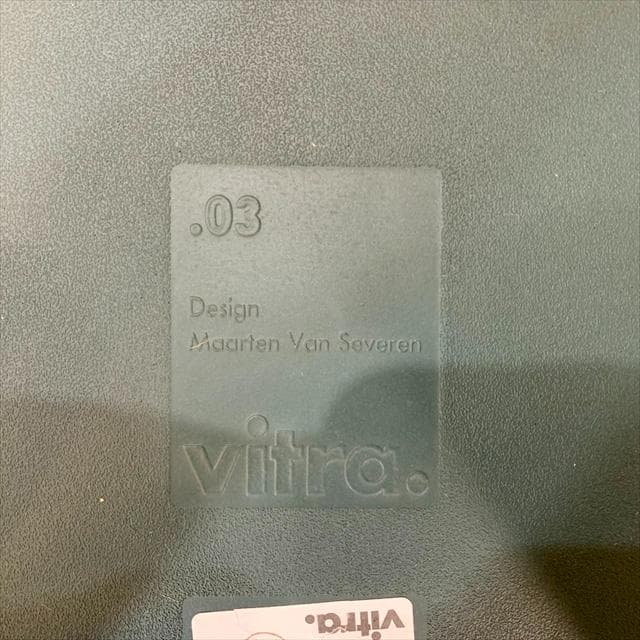 .03
Design
Maarten Van Severen
vitra.
vitra.